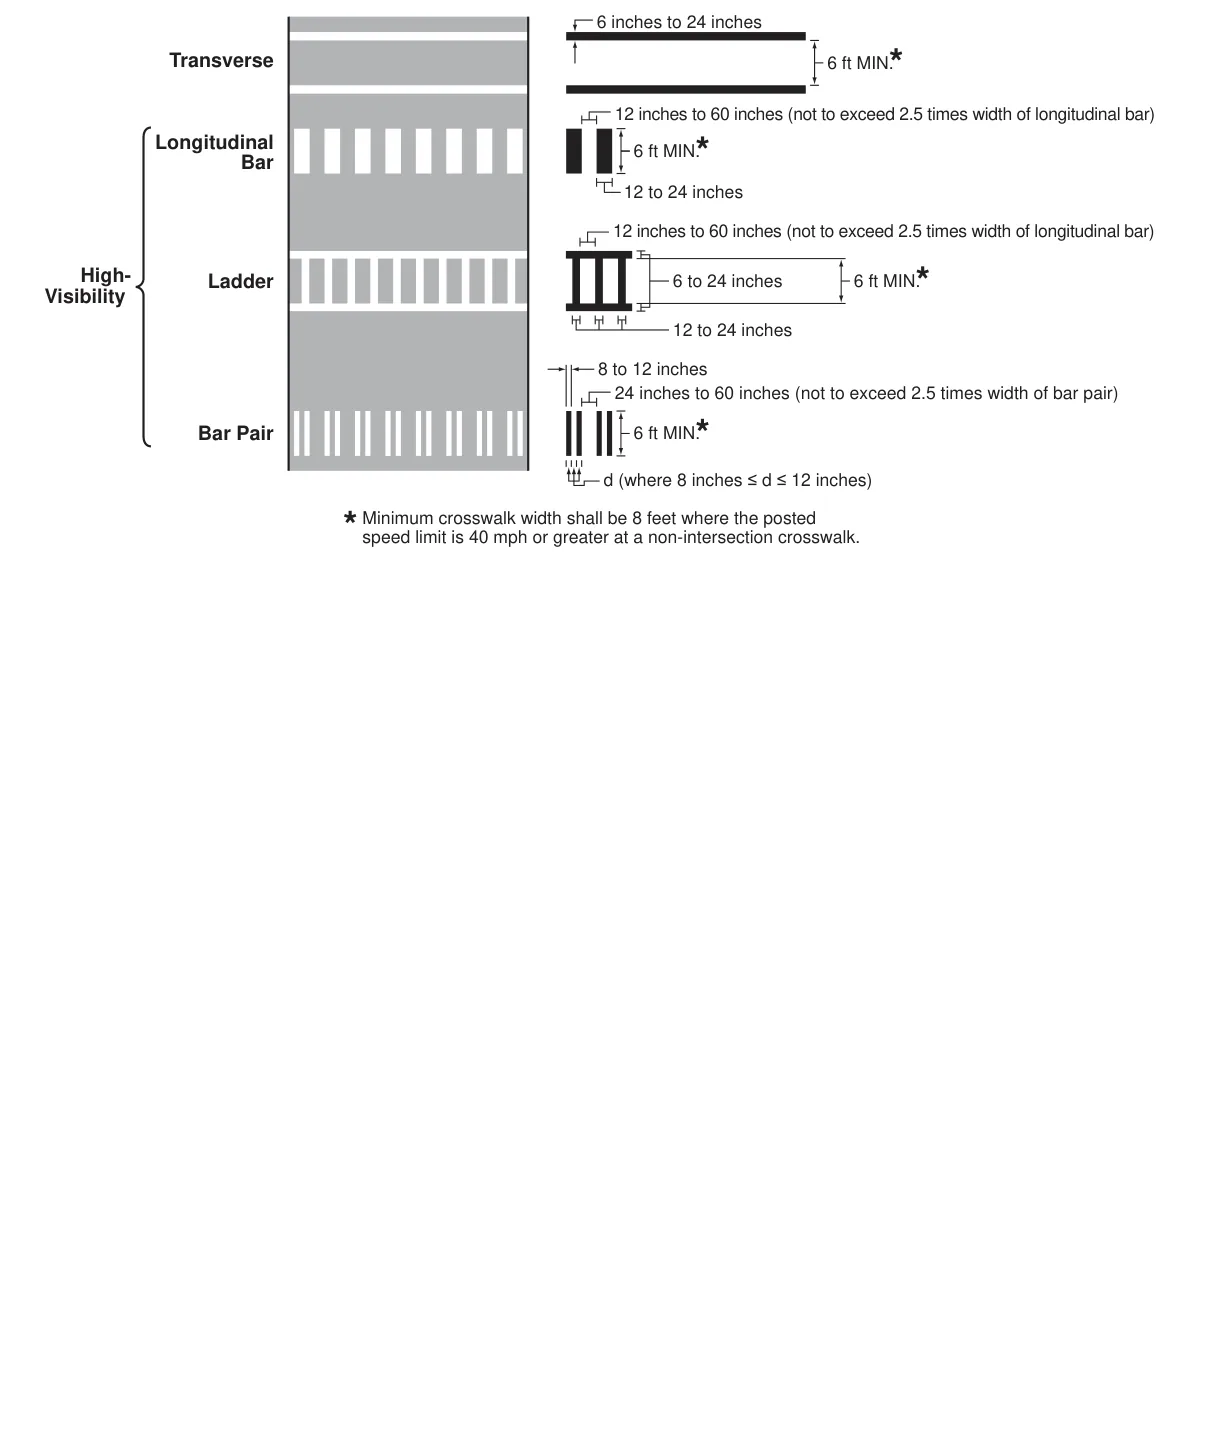 6 inches to 24 inches
Transverse
6 ft MIN.*
12 inches to 60 inches (not to exceed 2.5 times width of longitudinal bar)
Longitudinal
Bar
6 ft MIN.*
12 to 24 inches
12 inches to 60 inches (not to exceed 2.5 times width of longitudinal bar)
High-
Visibility
Ladder
6 to 24 inches
6 ft MIN.*
12 to 24 inches
8 to 12 inches
24 inches to 60 inches (not to exceed 2.5 times width of bar pair)
Bar Pair
6 ft MIN.*
d (where 8 inches ≤ d ≤ 12 inches)
* Minimum crosswalk width shall be 8 feet where the posted
speed limit is 40 mph or greater at a non-intersection crosswalk.